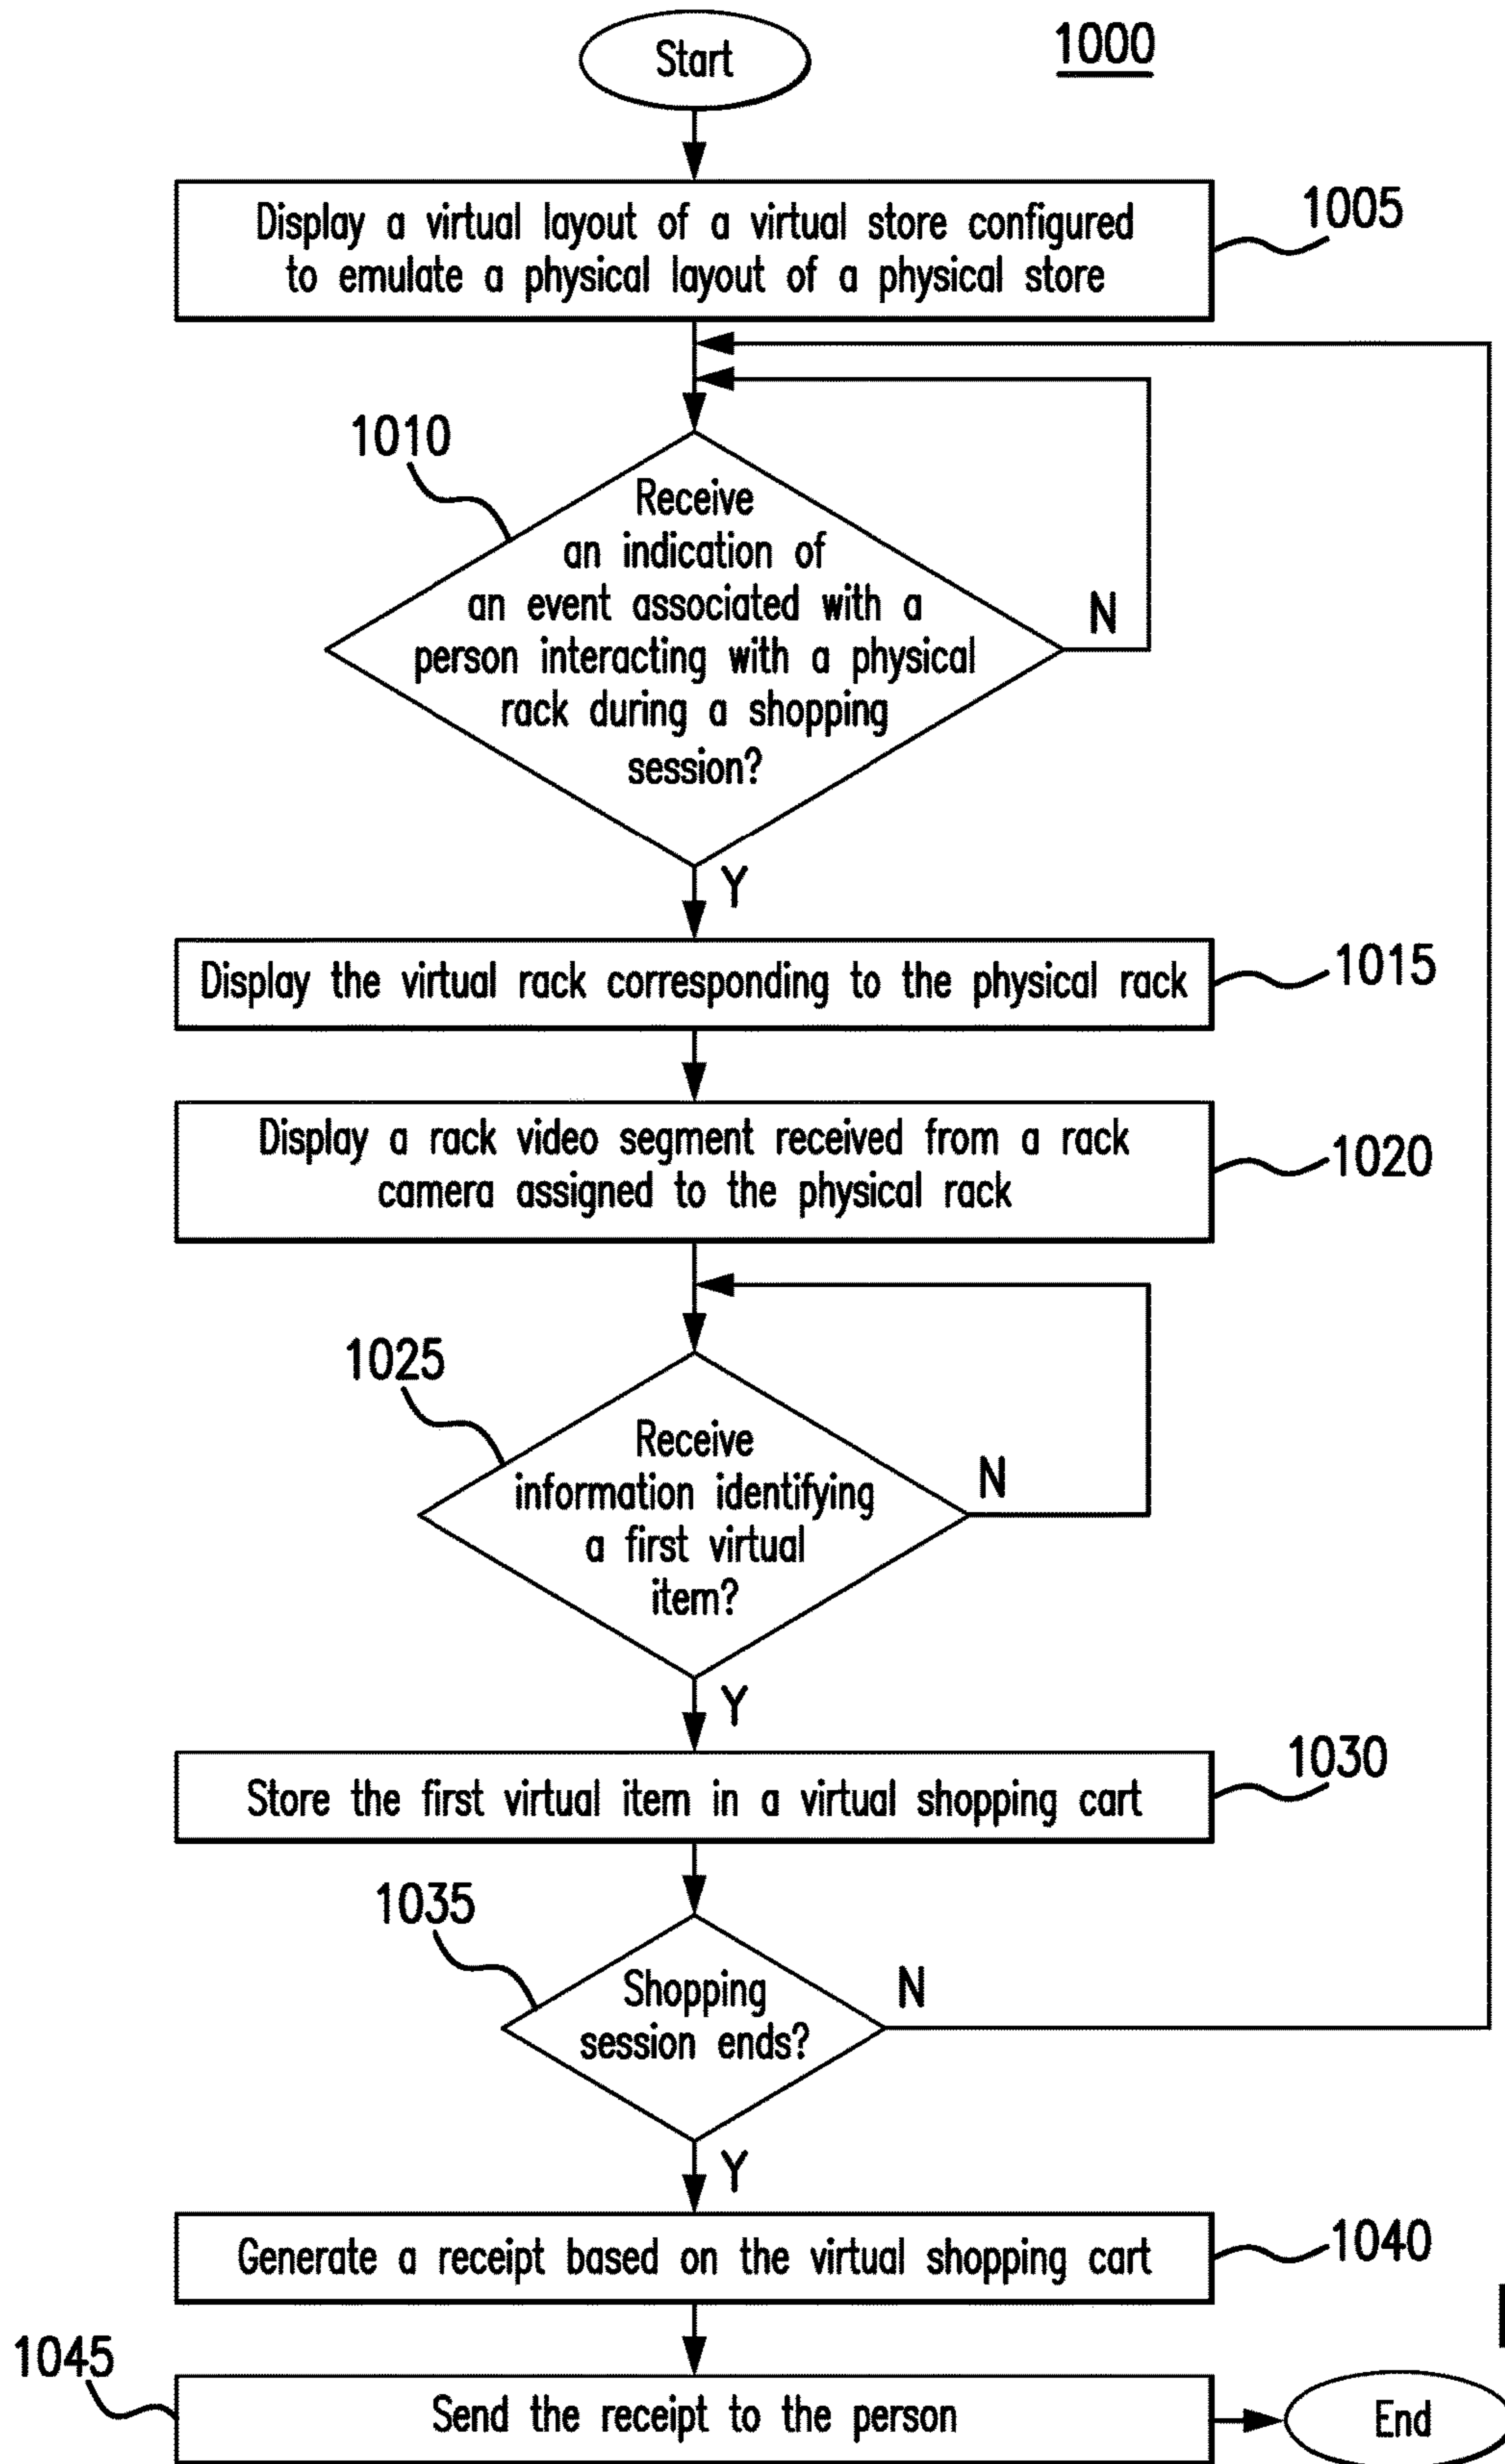 Start
1000
Display a virtual layout of a virtual store configured
to emulate a physical layout of a physical store
1005
1010
Receive
an indication of
an event associated with a
person interacting with a physical
rack during a shopping
session?
N
Y
Display the virtual rack corresponding to the physical rack
1015
Display a rack video segment received from a rack
camera assigned to the physical rack
1020
1025
Receive
information identifying
a first virtual
item?
N
Y
Store the first virtual item in a virtual shopping cart
1030
1035
Shopping
session ends?
N
Y
Generate a receipt based on the virtual shopping cart
1040
1045
Send the receipt to the person
End